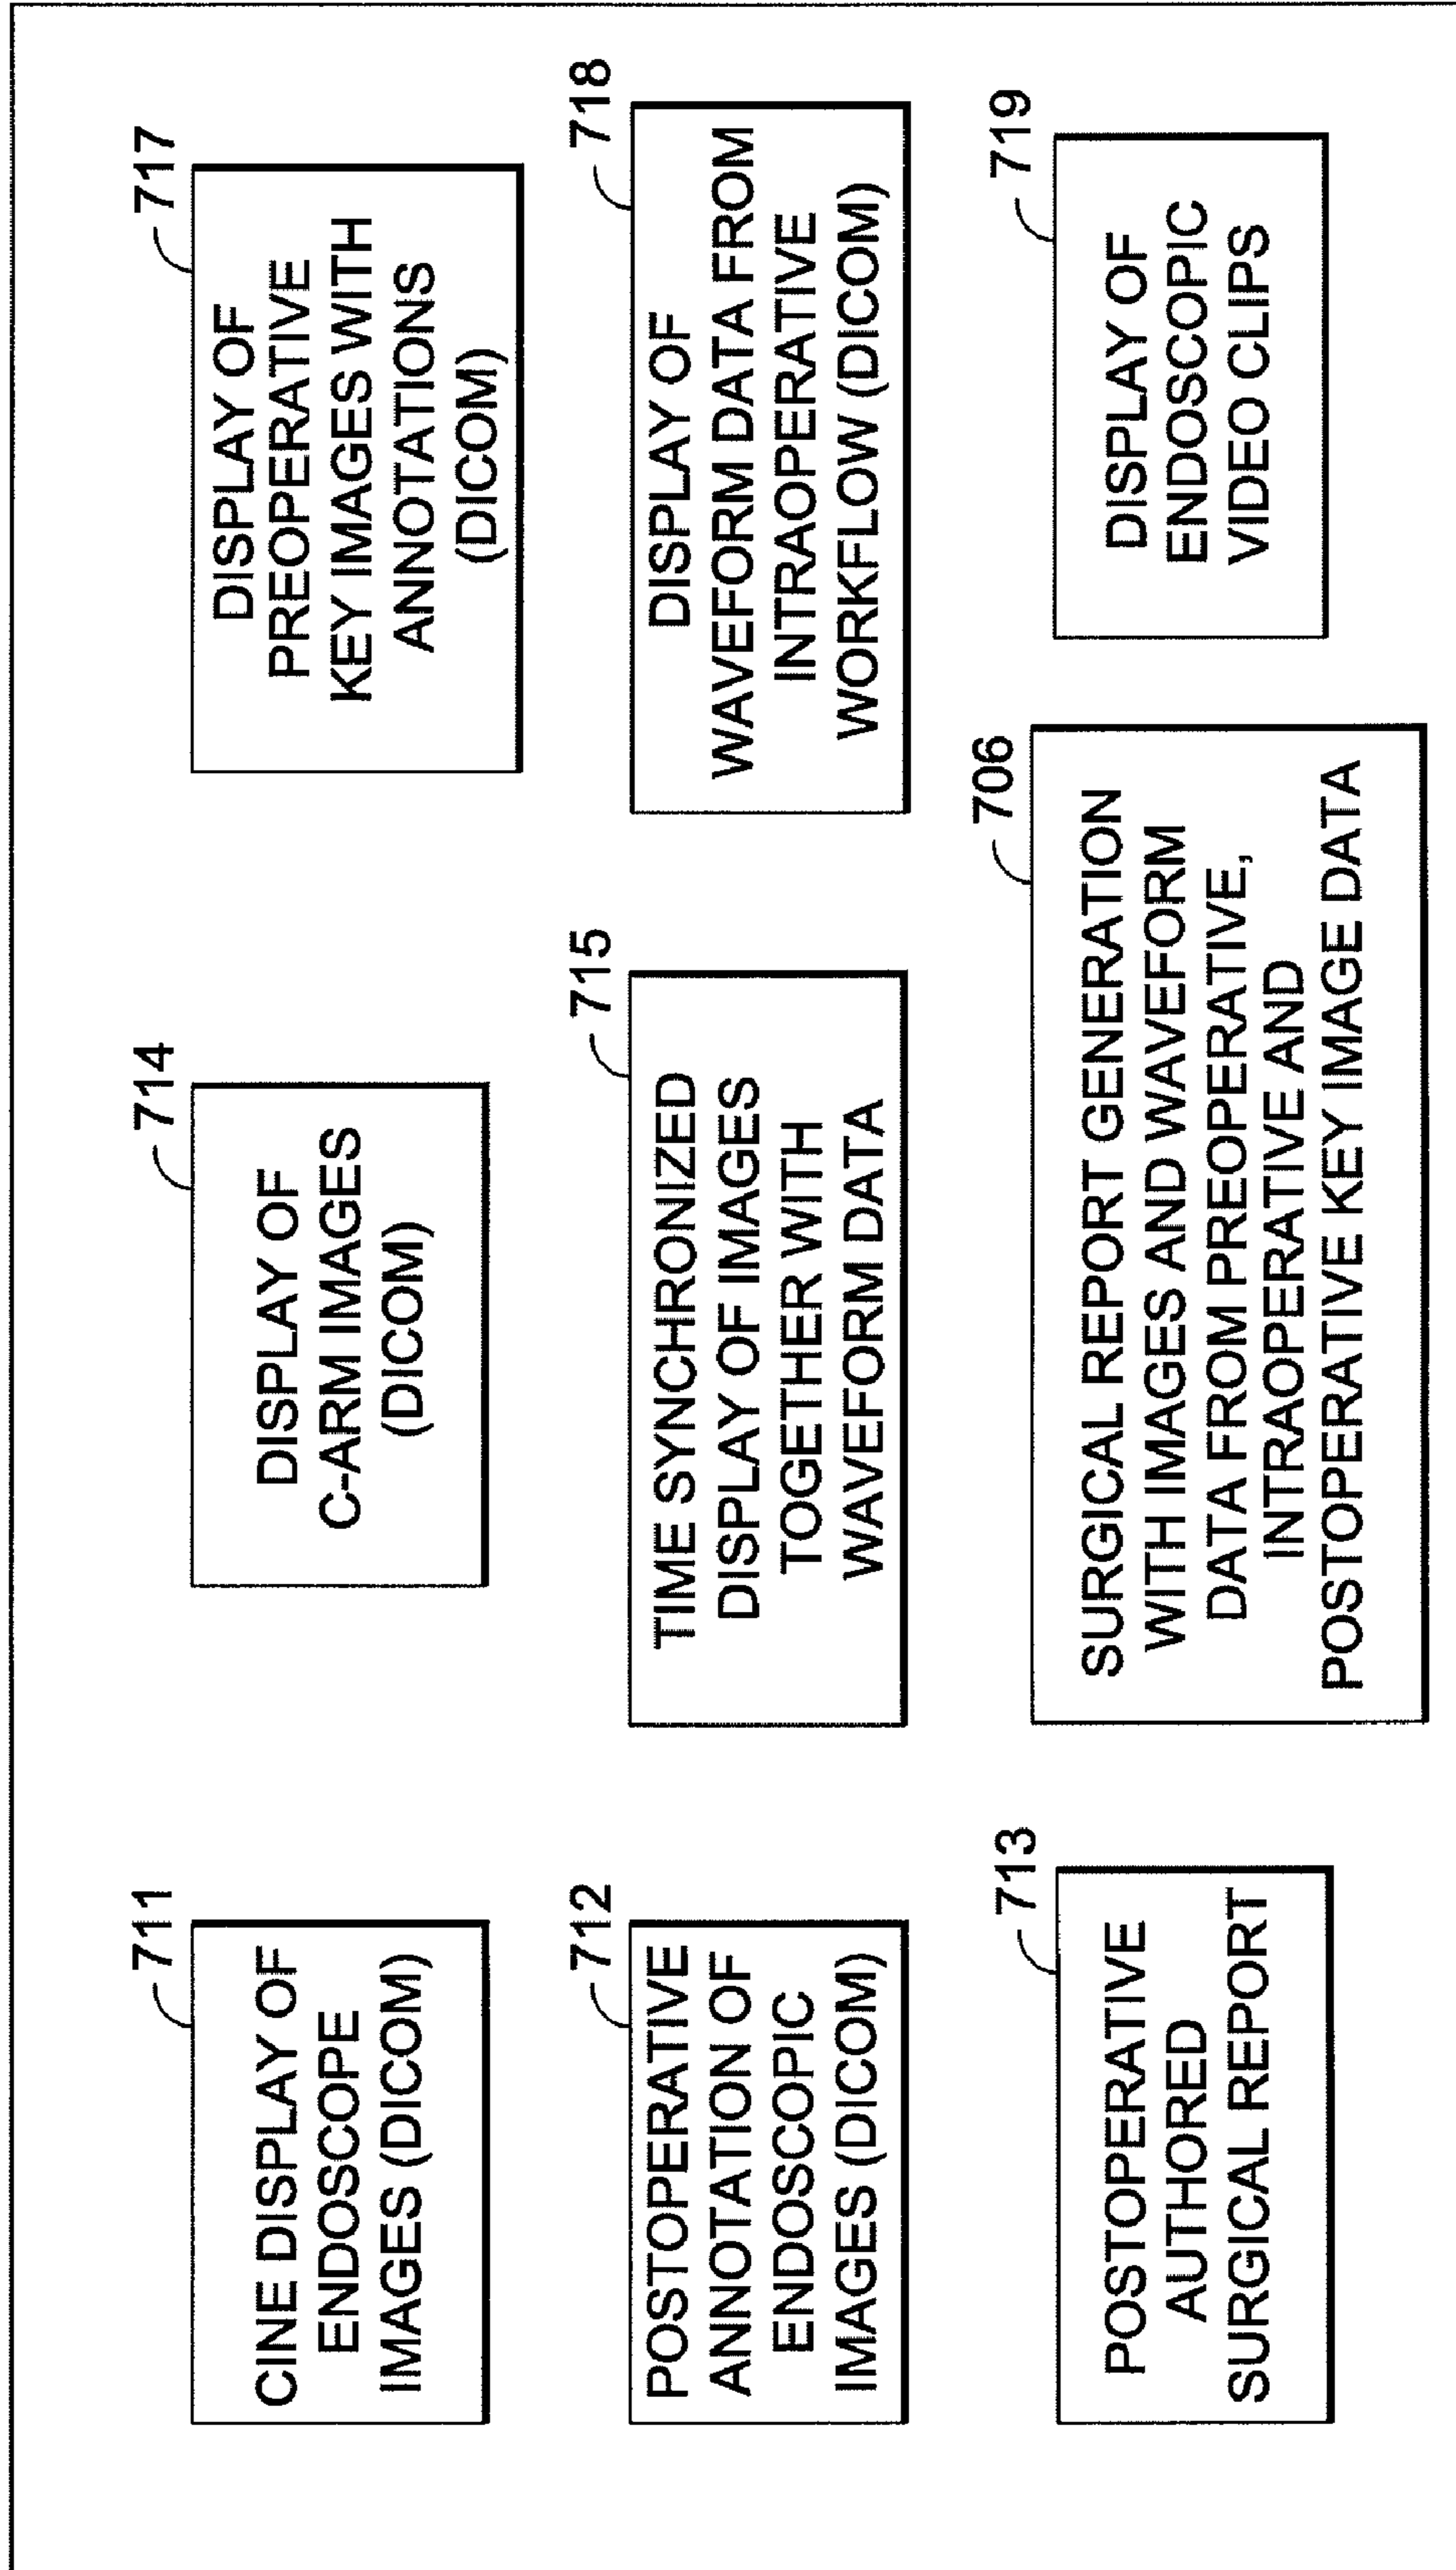 711
CINE DISPLAY OF
ENDOSCOPE
IMAGES (DICOM)
714
DISPLAY OF
C-ARM IMAGES
(DICOM)
717
DISPLAY OF
PREOPERATIVE
KEY IMAGES WITH
ANNOTATIONS
(DICOM)
712
POSTOPERATIVE
ANNOTATION OF
ENDOSCOPIC
IMAGES (DICOM)
715
TIME SYNCHRONIZED
DISPLAY OF IMAGES
TOGETHER WITH
WAVEFORM DATA
718
DISPLAY OF
WAVEFORM DATA FROM
INTRAOPERATIVE
WORKFLOW (DICOM)
713
POSTOPERATIVE
AUTHORED
SURGICAL REPORT
706
SURGICAL REPORT GENERATION
WITH IMAGES AND WAVEFORM
DATA FROM PREOPERATIVE,
INTRAOPERATIVE AND
POSTOPERATIVE KEY IMAGE DATA
719
DISPLAY OF
ENDOSCOPIC
VIDEO CLIPS